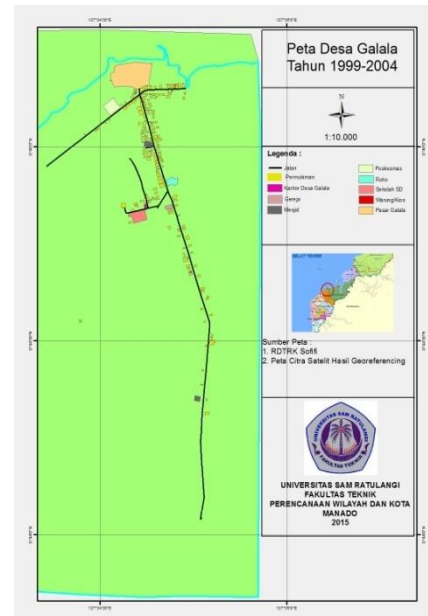 Peta Desa Galala
Tahun 1999-2004
1:10.000
Legenda :
Jalan
Permukiman
Kantor Desa Galala
Gereja
Mesjid
Puskesmas
Ruko
Sekolah SD
Warung/Kios
Pasar Galala
Sumber Peta :
1. RDTRK Sofifi
2. Peta Citra Satelit Hasil Georeferencing
UNIVERSITAS SAM RATULANGI
FAKULTAS TEKNIK
PERENCANAAN WILAYAH DAN KOTA
MANADO
2015